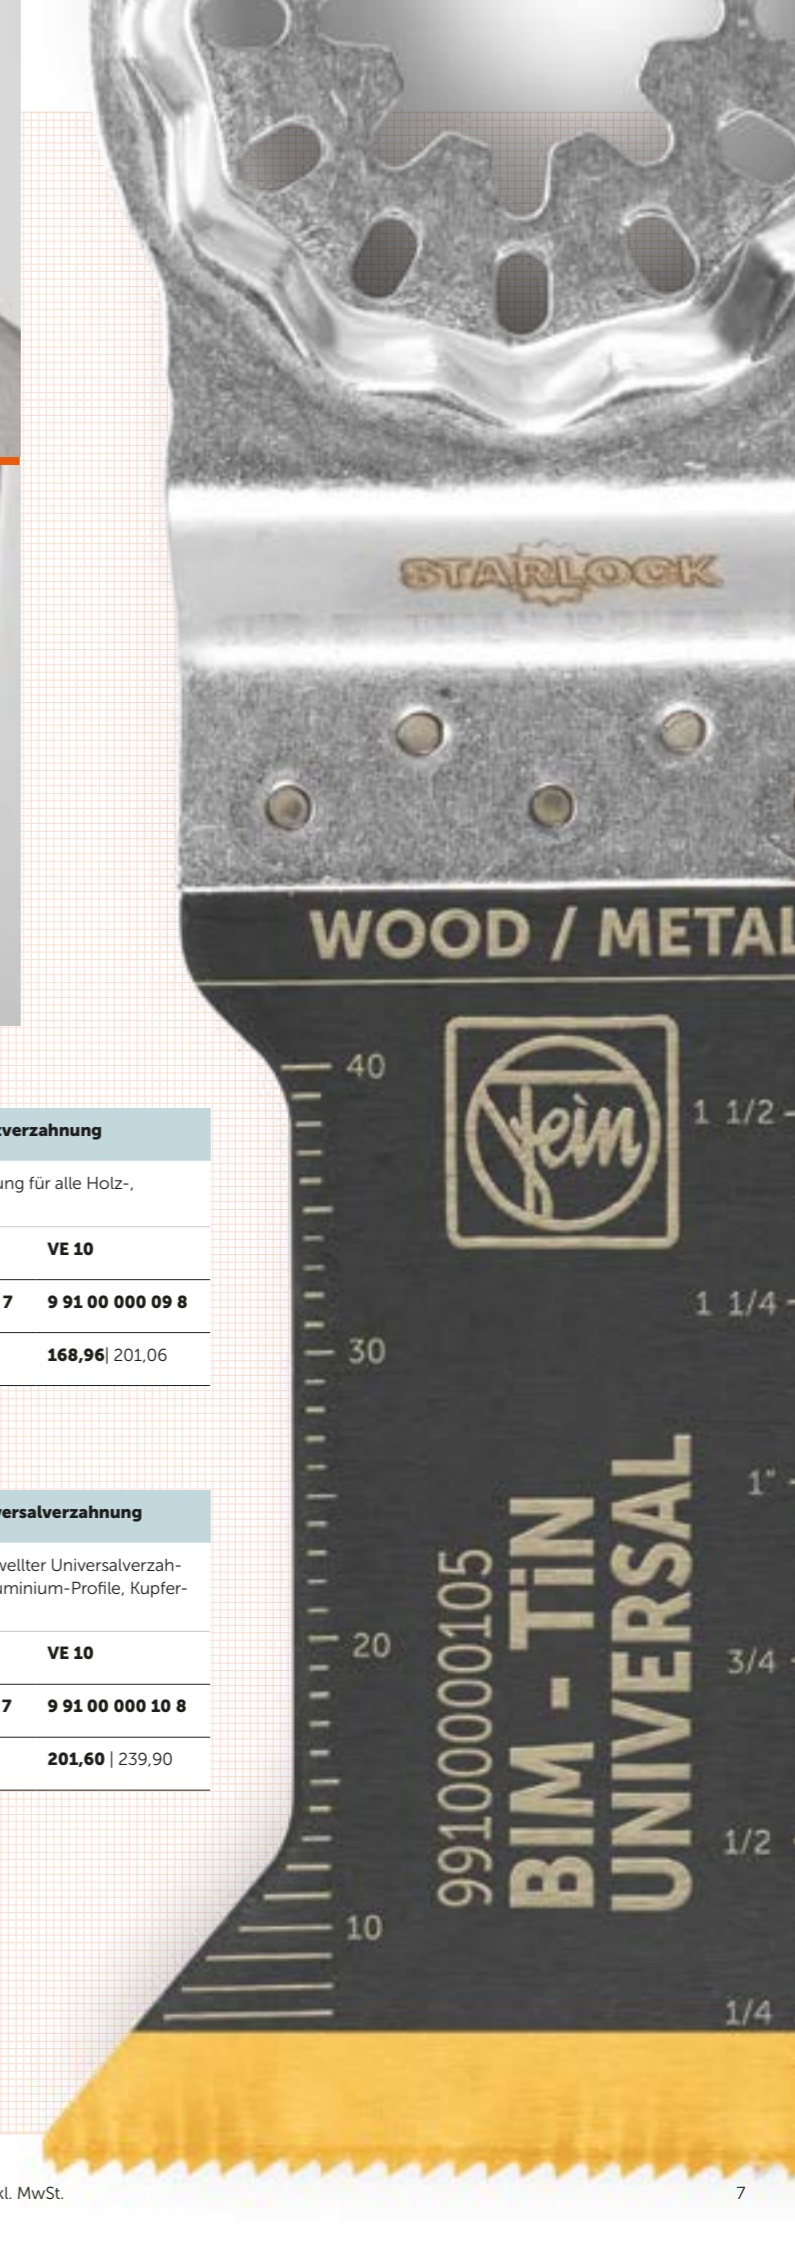 STARLOCK
WOOD / METAL
40
fein
1 1/2
1 1/4
30
1"
20
3/4
1/2
10
1/4
9910000105
BIM - TiN
UNIVERSAL
tverzahnung
ung für alle Holz-,
VE 10
7 9 91 00 000 09 8
168,96| 201,06
versalverzahnung
wellter Universalverzah-
uminium-Profile, Kupfer-
VE 10
7 9 91 00 000 10 8
201,60 | 239,90
kl. MwSt.
7